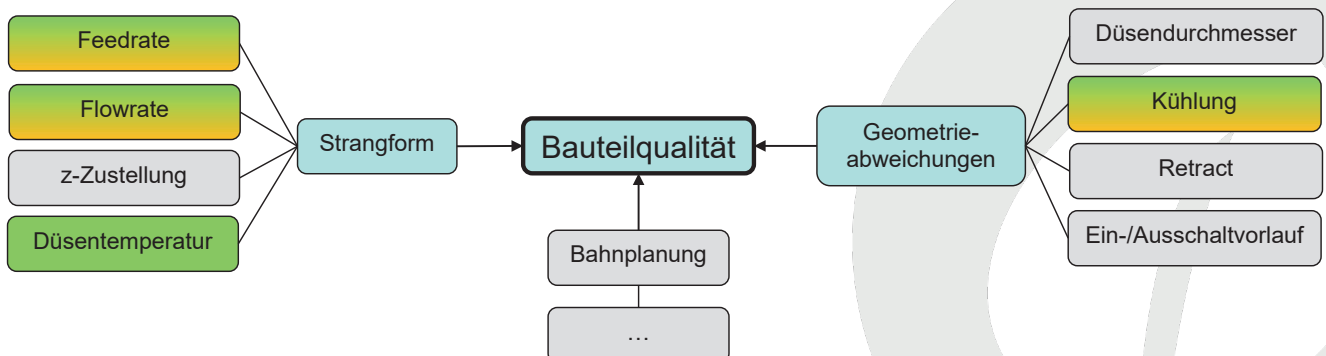 Feedrate
Flowrate
z-Zustellung
Düsentemperatur
Strangform
Bauteilqualität
Bahnplanung
…
Geometrie-
abweichungen
Düsendurchmesser
Kühlung
Retract
Ein-/Ausschaltvorlauf